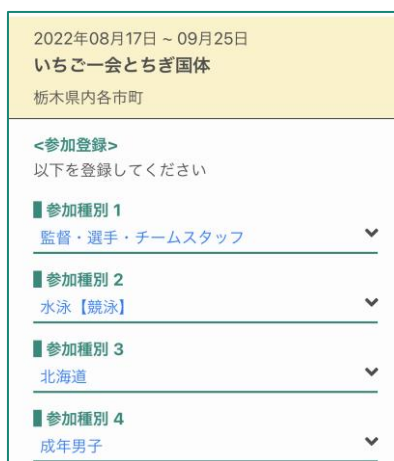 2022年08月17日 ~ 09月25日
いちご一会とちぎ国体
栃木県内各市町
<参加登録>
以下を登録してください
参加種別 1
監督・選手・チームスタッフ
参加種別 2
水泳【競泳】
参加種別 3
北海道
参加種別 4
成年男子